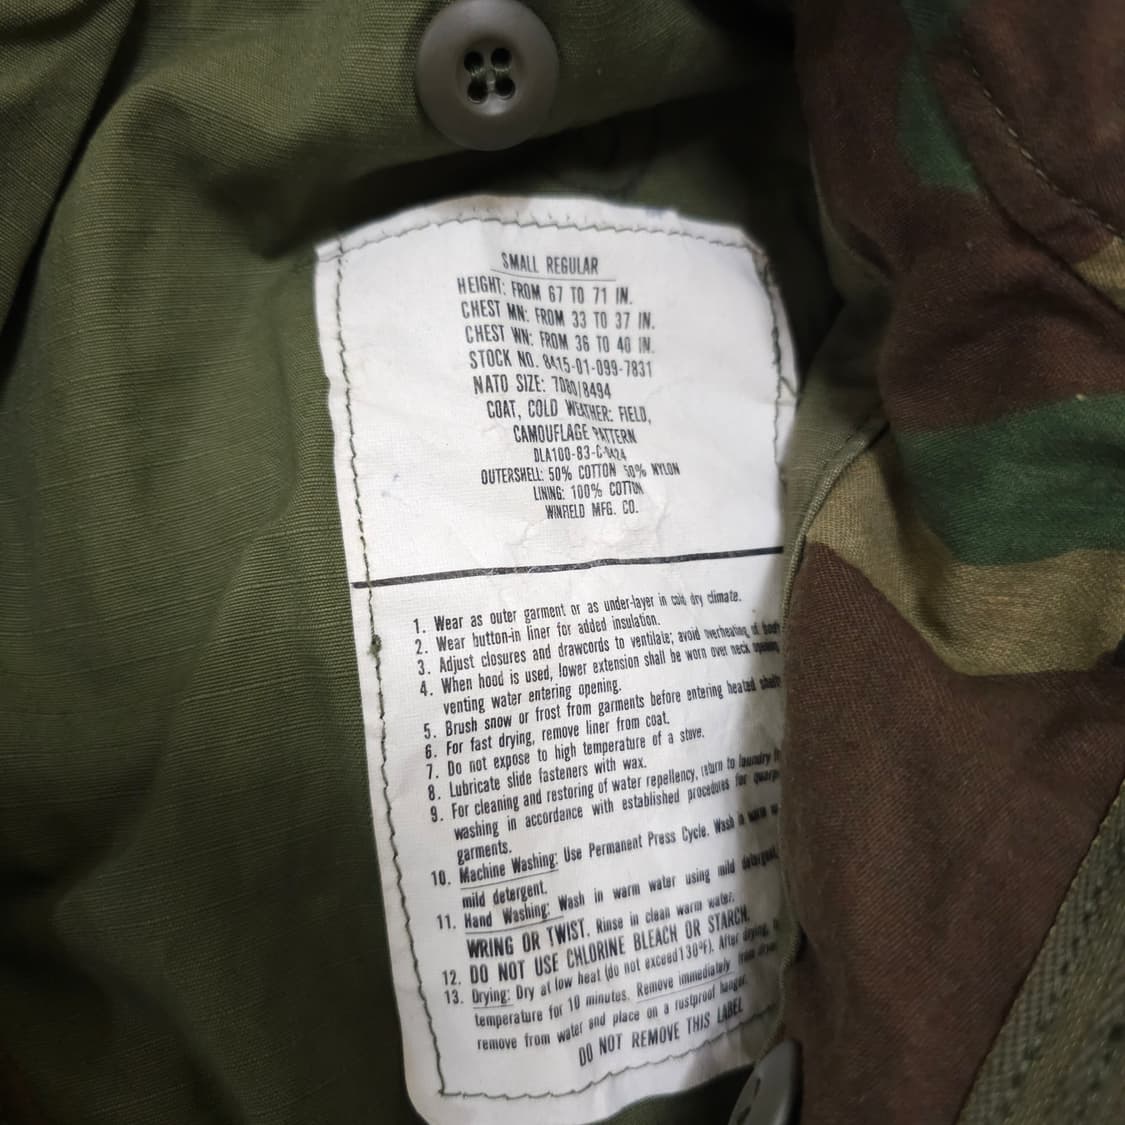 SMALL REGULAR
HEIGHT: FROM 67 TO 71 IN.
CHEST MN: FROM 33 TO 37 IN.
CHEST WN: FROM 36 TO 40 IN.
STOCK NO. 8415-01-099-7831
NATO SIZE: 7080/8494
COAT, COLD WEATHER: FIELD,
CAMOUFLAGE PATTERN
DLA100-83-C-
OUTERSHELL: 50% COTTON 50% NYLON
LINING: 100% COTTON
WINFIELD MFG. CO.
1. Wear as outer garment or as under-layer in cold dry climate.
2. Wear button-in liner for added insulation.
3. Adjust closures and drawcords to ventilate; avoid overheating of body
4. When hood is used, lower extension shall be worn over neck opening
venting water entering opening.
5. Brush snow or frost from garments before entering heated
6. For fast drying, remove liner from coat.
7. Do not expose to high temperature of a stove.
8. Lubricate slide fasteners with wax.
9. For cleaning and restoring of water repellency, return to laundry
washing in accordance with established procedures for
garments.
10. Machine Washing: Use Permanent Press Cycle. Wash warm
mild detergent.
11. Hand Washing: Wash in warm water using mild detergent.
WRING OR TWIST. Rinse in clean warm water.
12. DO NOT USE CHLORINE BLEACH OR STARCH.
13. Drying: Dry at low heat (do not exceed 130°F). After drying,
temperature for 10 minutes. Remove immediately from
remove from water and place on a rustproof hanger.
DO NOT REMOVE THIS LABEL